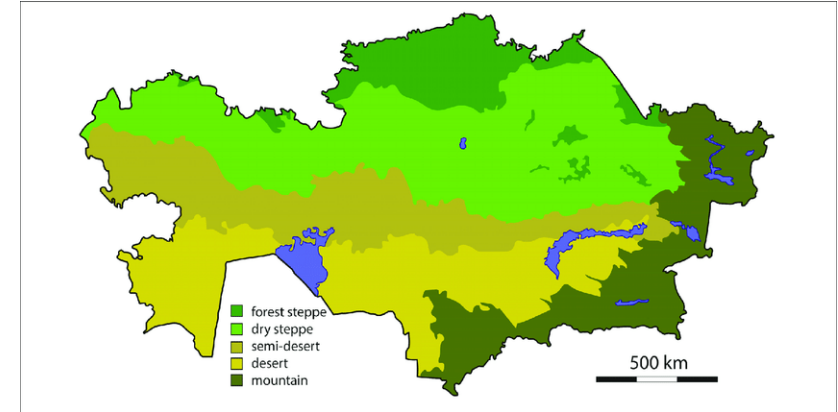 forest steppe
dry steppe
semi-desert
desert
mountain
500 km